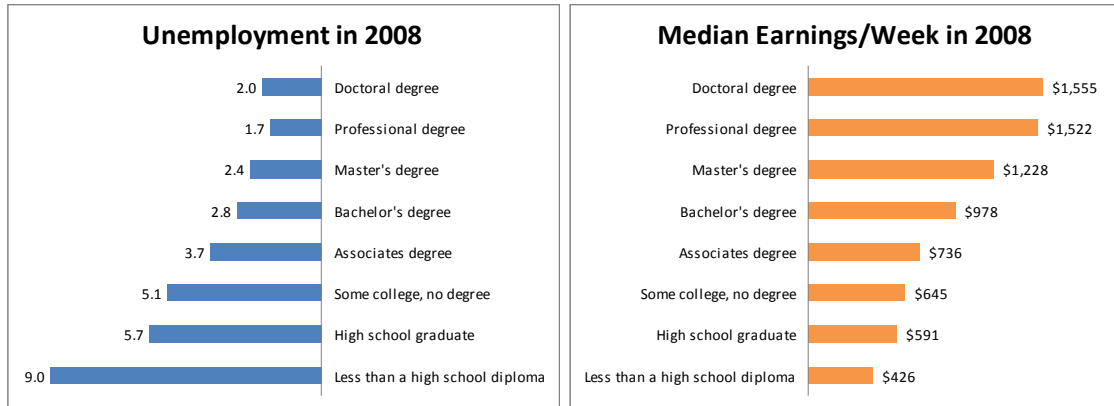 Unemployment in 2008
2.0 Doctoral degree
1.7 Professional degree
2.4 Master's degree
2.8 Bachelor's degree
3.7 Associates degree
5.1 Some college, no degree
5.7 High school graduate
9.0 Less than a high school diploma
Median Earnings/Week in 2008
Doctoral degree $1,555
Professional degree $1,522
Master's degree $1,228
Bachelor's degree $978
Associates degree $736
Some college, no degree $645
High school graduate $591
Less than a high school diploma $426